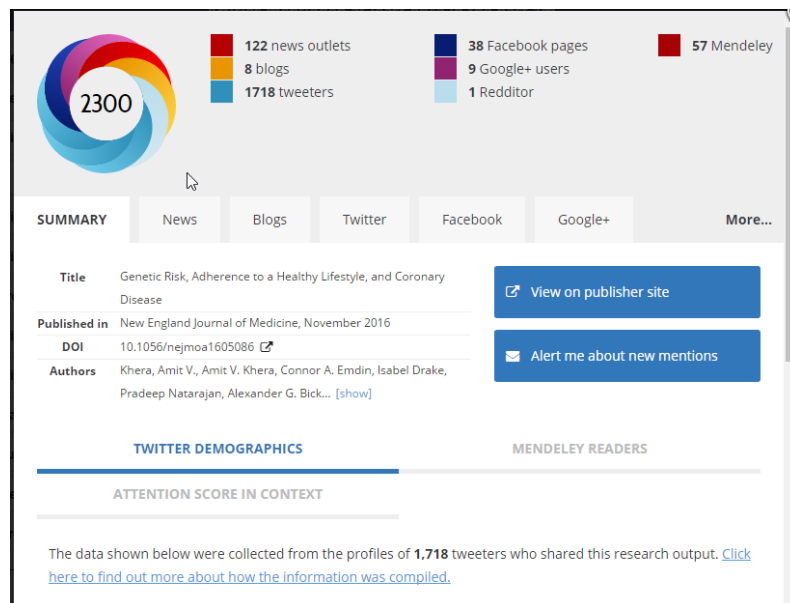 2300
122 news outlets
8 blogs
1718 tweeters
38 Facebook pages
9 Google+ users
1 Redditor
57 Mendeley
SUMMARY News Blogs Twitter Facebook Google+ More...
Title Genetic Risk, Adherence to a Healthy Lifestyle, and Coronary
Disease
Published in New England Journal of Medicine, November 2016
DOI 10.1056/nejmoa1605086
Authors Khera, Amit V., Amit V. Khera, Connor A. Emdin, Isabel Drake,
Pradeep Natarajan, Alexander G. Bick... [show]
View on publisher site
Alert me about new mentions
TWITTER DEMOGRAPHICS
MENDELEY READERS
ATTENTION SCORE IN CONTEXT
The data shown below were collected from the profiles of 1,718 tweeters who shared this research output. Click
here to find out more about how the information was compiled.